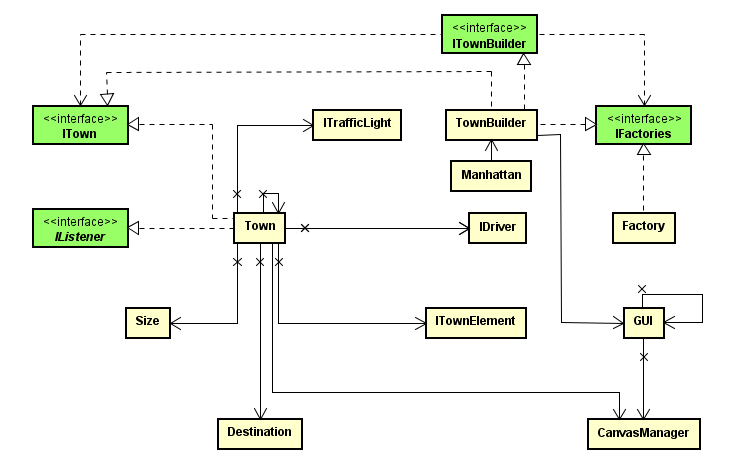 <<interface>>
ITownBuilder
<<interface>>
ITown
ITrafficLight
TownBuilder
<<interface>>
IFactories
Manhattan
<<interface>>
IListener
Town
IDriver
Factory
Size
ITownElement
GUI
Destination
CanvasManager